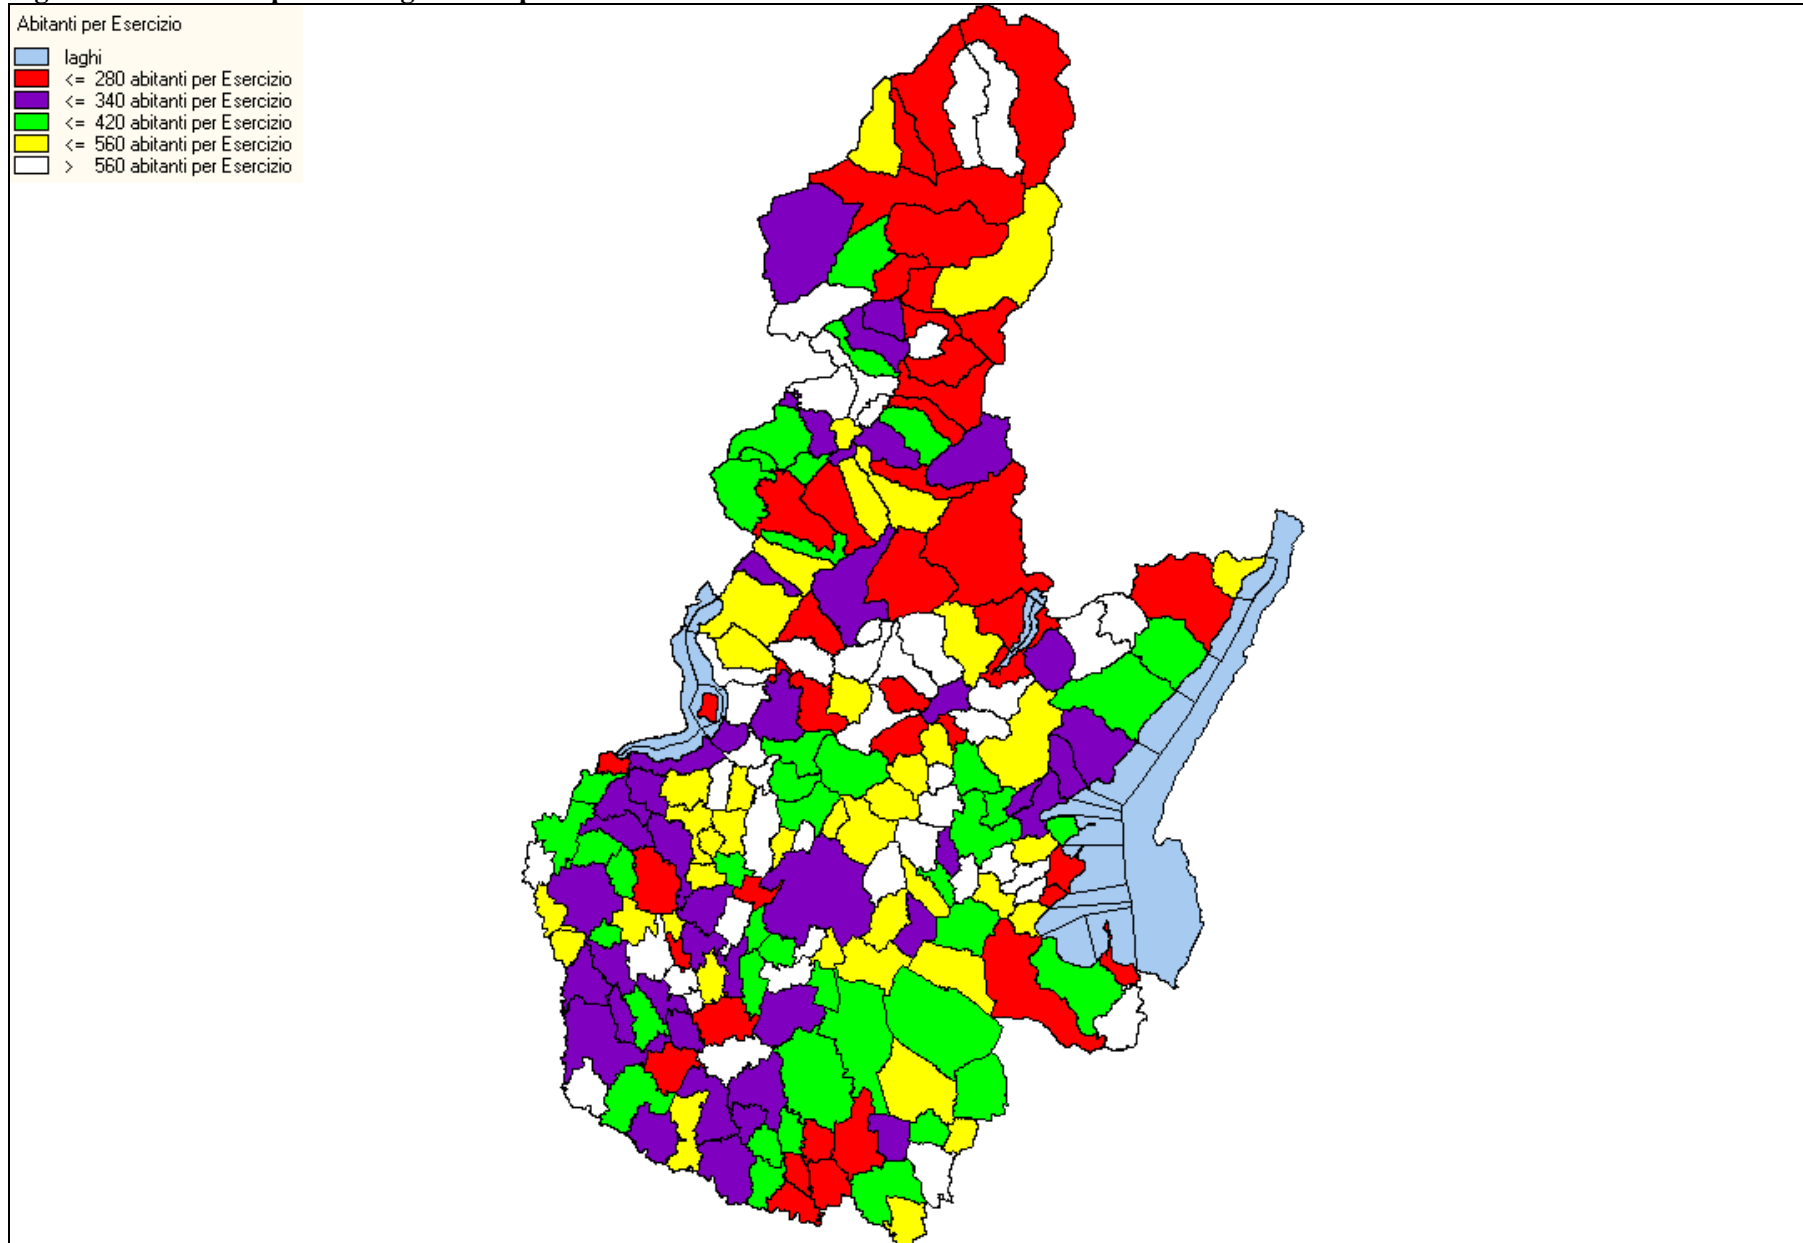 Abitanti per Esercizio
laghi
<= 280 abitanti per Esercizio
<= 340 abitanti per Esercizio
<= 420 abitanti per Esercizio
<= 560 abitanti per Esercizio
> 560 abitanti per Esercizio